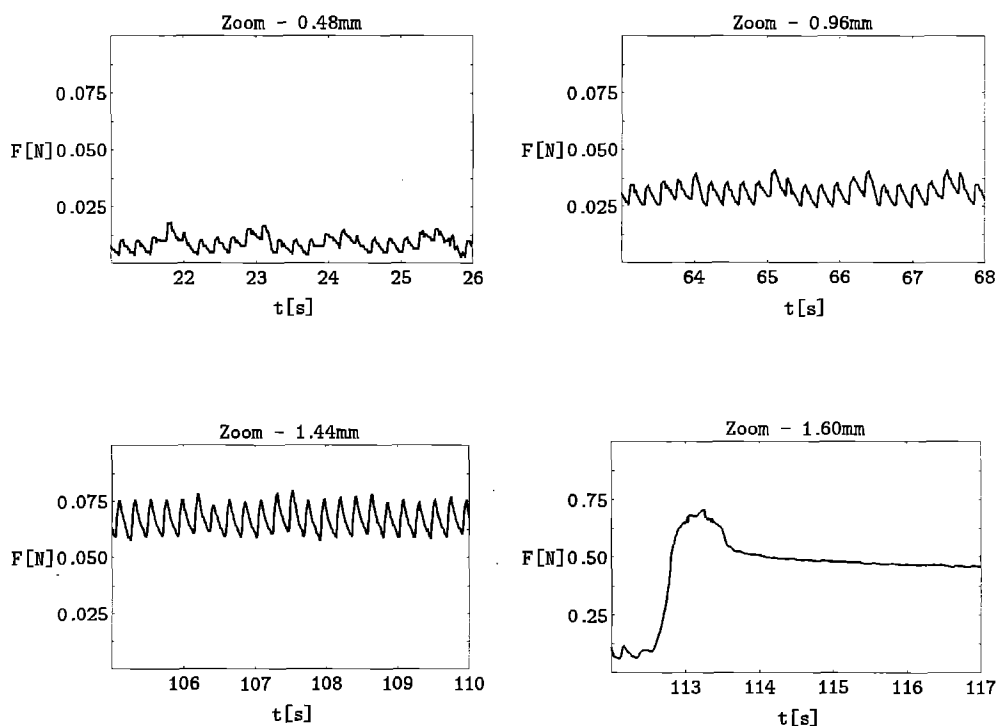 Zoom - 0.48mm
0.075
F[N] 0.050
0.025
22 23 24 25 26
t[s]
Zoom - 0.96mm
0.075
F[N] 0.050
0.025
64 65 66 67 68
t[s]
Zoom - 1.44mm
0.075
F[N] 0.050
0.025
106 107 108 109 110
t[s]
Zoom - 1.60mm
0.75
F[N] 0.50
0.25
113 114 115 116 117
t[s]